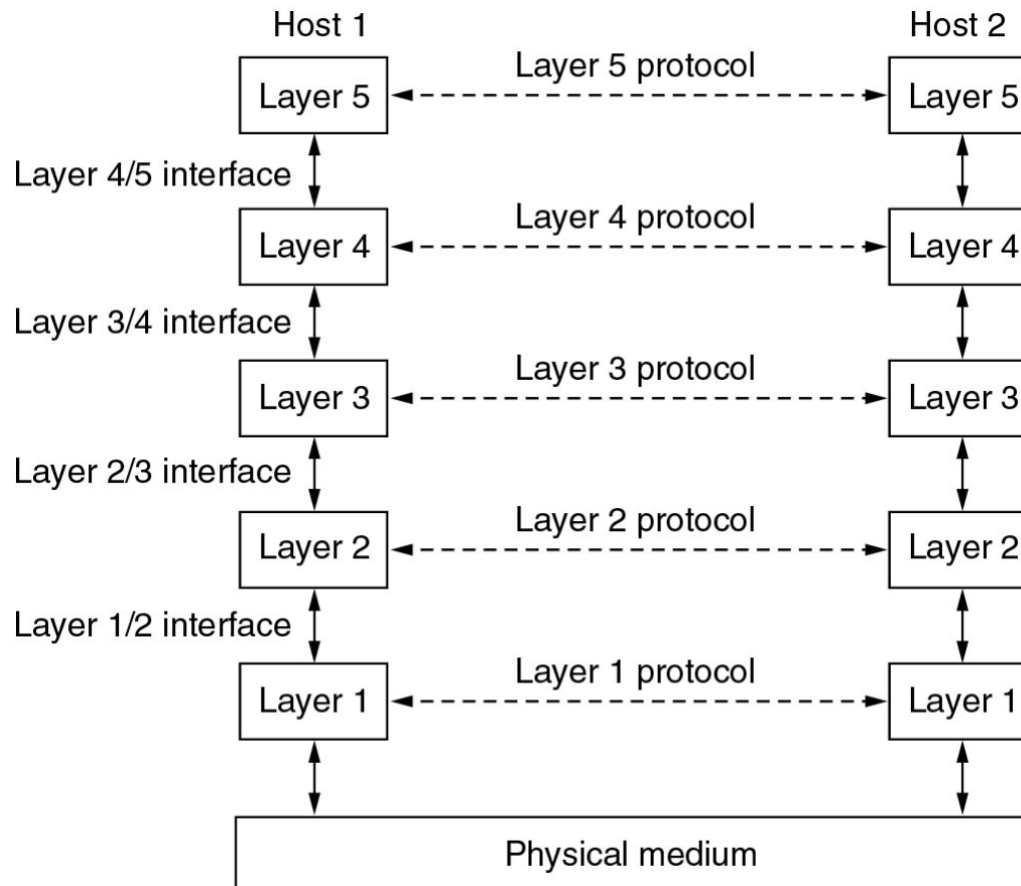 Host 1
Host 2
Layer 5 protocol
Layer 5
Layer 5
Layer 4/5 interface
Layer 4 protocol
Layer 4
Layer 4
Layer 3/4 interface
Layer 3 protocol
Layer 3
Layer 3
Layer 2/3 interface
Layer 2 protocol
Layer 2
Layer 2
Layer 1/2 interface
Layer 1 protocol
Layer 1
Layer 1
Physical medium